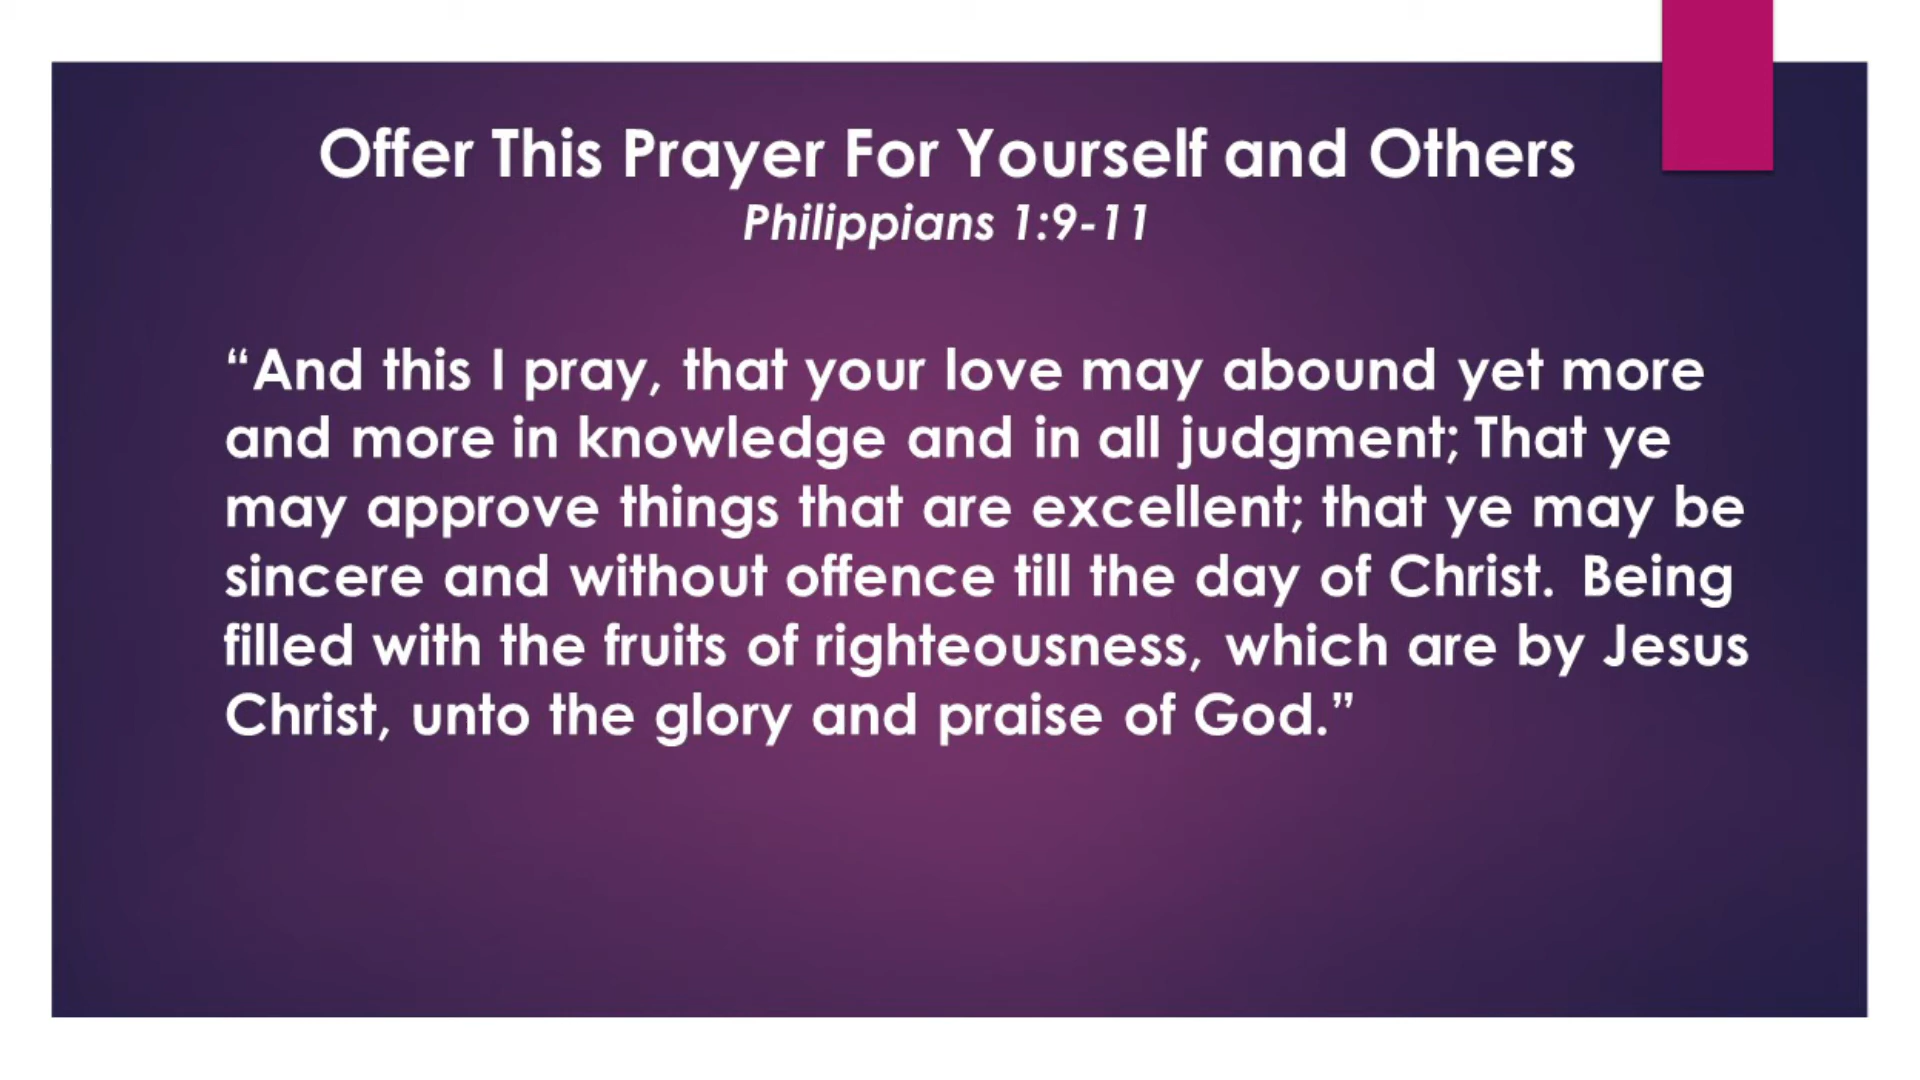 Offer This Prayer For Yourself and Others
Philippians 1:9-11
“And this I pray, that your love may abound yet more
and more in knowledge and in all judgment; That ye
may approve things that are excellent; that ye may be
sincere and without offence till the day of Christ. Being
filled with the fruits of righteousness, which are by Jesus
Christ, unto the glory and praise of God.”